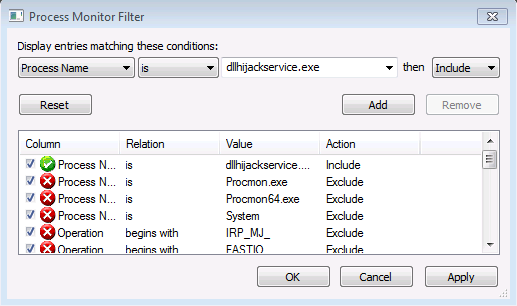 Process Monitor Filter
Display entries matching these conditions:
Process Name is dllhijackservice.exe then Include
Reset Add Remove
Column Relation Value Action
Process N... is dllhijackservice.... Include
Process N... is Procmon.exe Exclude
Process N... is Procmon64.exe Exclude
Process N... is System Exclude
Operation begins with IRP_MJ_ Exclude
Operation begins with FASTIO_ Exclude
OK Cancel Apply